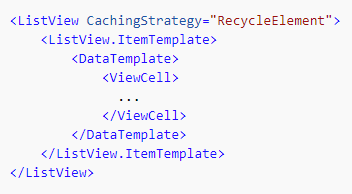 <ListView CachingStrategy="RecycleElement">
    <ListView.ItemTemplate>
        <DataTemplate>
            <ViewCell>
              ...
            </ViewCell>
        </DataTemplate>
    </ListView.ItemTemplate>
</ListView>